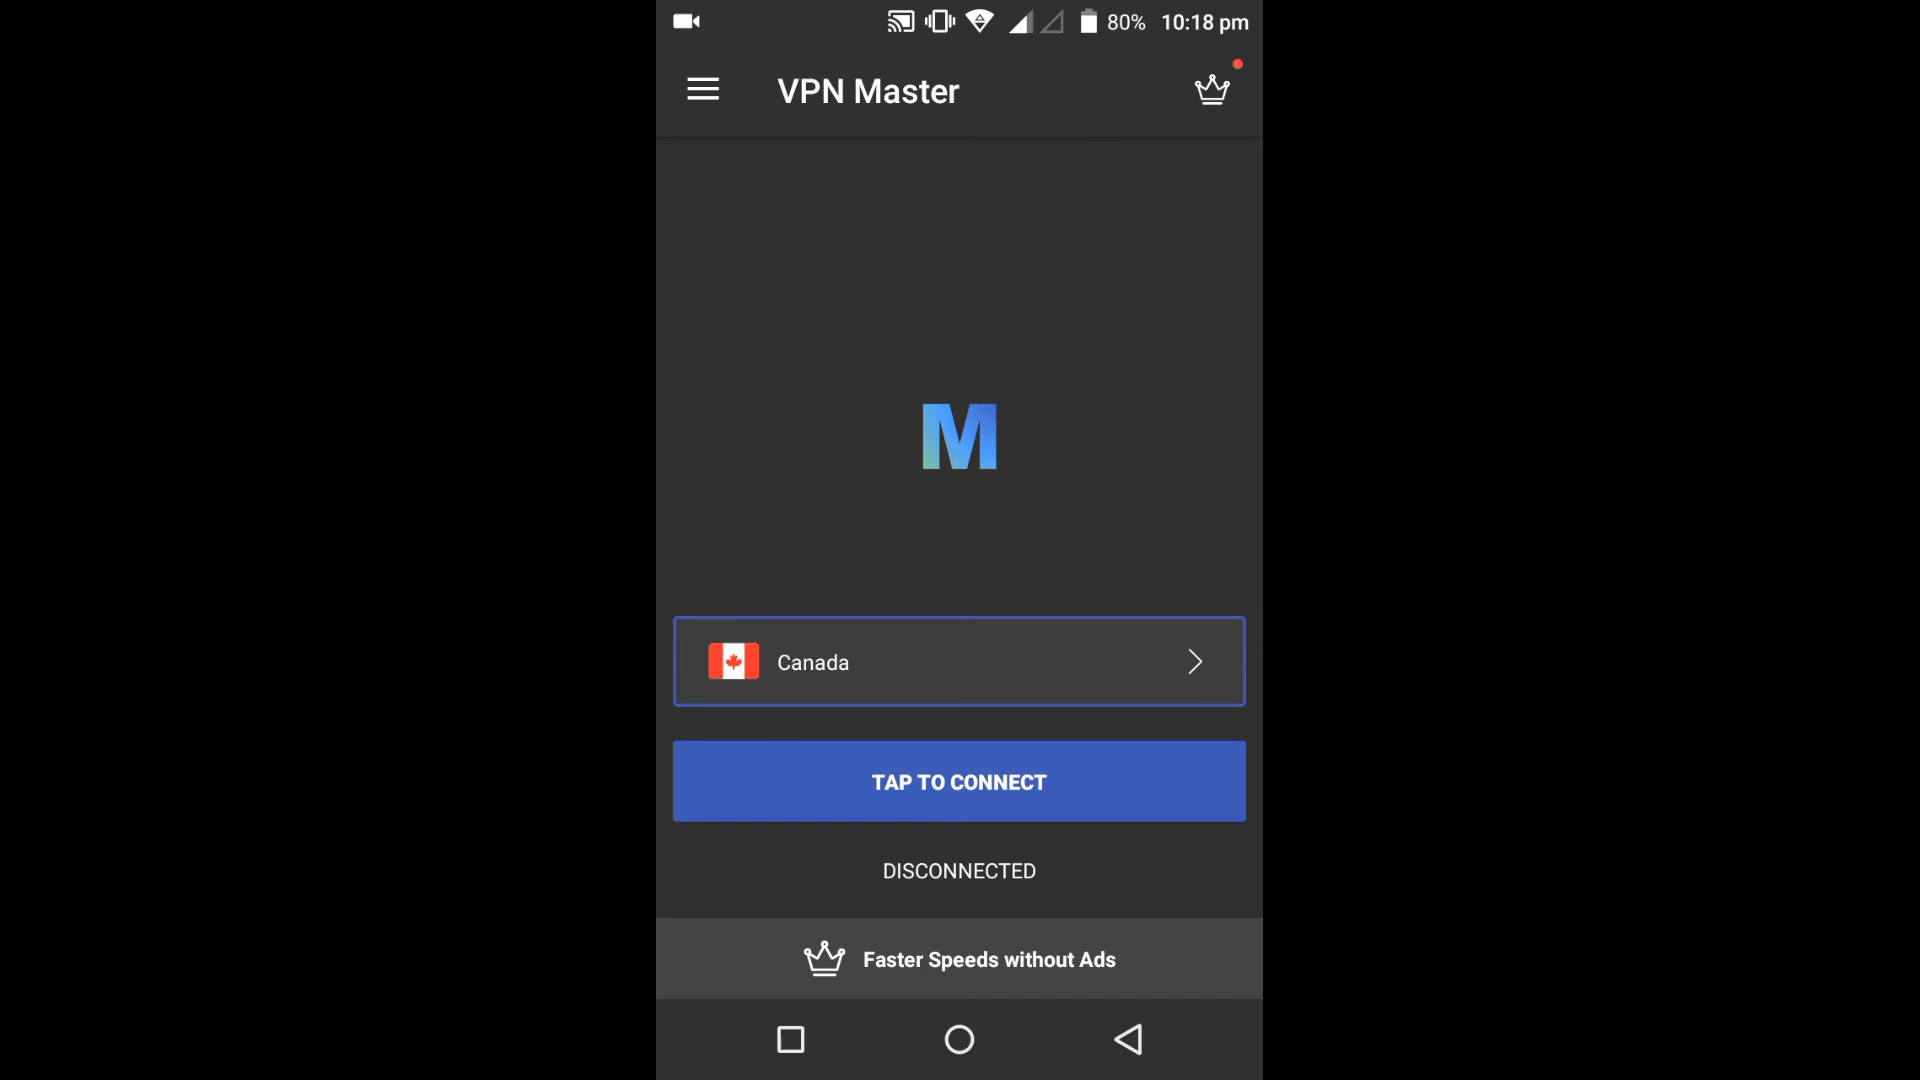 80% 10:18 pm
VPN Master
M
Canada
TAP TO CONNECT
DISCONNECTED
Faster Speeds without Ads